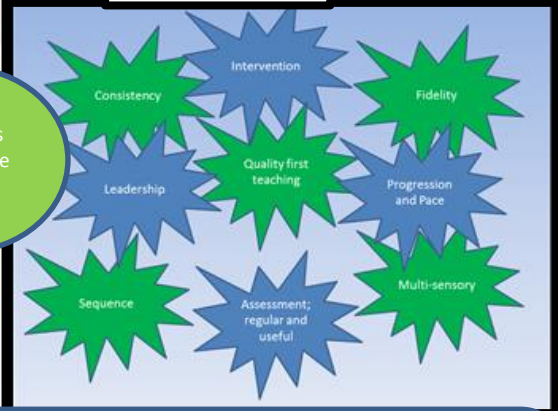 Intervention
Consistency
Fidelity
Quality first
teaching
Leadership
Progression
and Pace
Multi-sensory
Sequence
Assessment;
regular and
useful